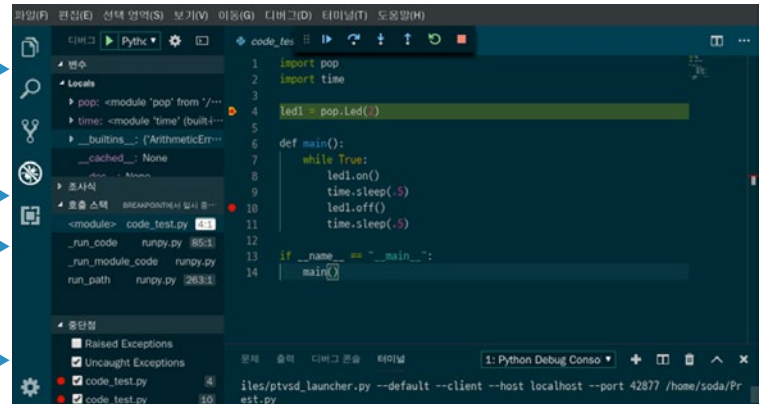 파일(F) 편집(E) 선택 영역(S) 보기(V) 이동(G) 디버그(D) 터미널(T) 도움말(H)
디버그 Pythc
code_tes
변수
Locals
pop: <module 'pop' from '/···
time: <module 'time' (built-i···
__builtins__: {'ArithmeticErr···
__cached__: None
조사식
호출 스택 BREAKPOINT에서 일시 중···
<module> code_test.py 4:1
_run_code runpy.py 85:1
_run_module_code runpy.py
run_path runpy.py 263:1
중단점
Raised Exceptions
Uncaught Exceptions
code_test.py 4
code_test.py 10
1 import pop
2 import time
3
4 led1 = pop.Led(2)
5
6 def main():
7 while True:
8 led1.on()
9 time.sleep(.5)
10 led1.off()
11 time.sleep(.5)
12
13 if __name__ == "__main__":
14 main()
문제 출력 디버그 콘솔 터미널 1: Python Debug Conso
iles/ptvsd_launcher.py --default --client --host localhost --port 42877 /home/soda/Pr
est.py